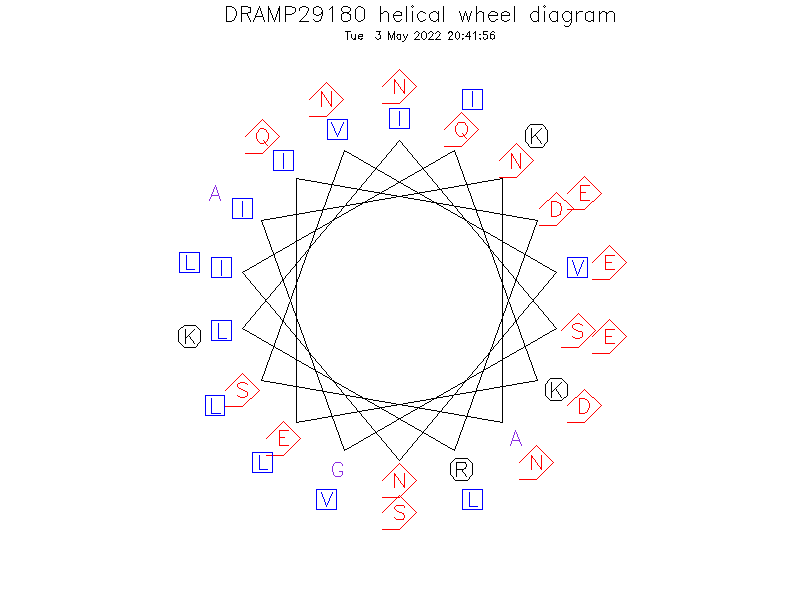 DRAMP29180 helical wheel diagram
Tue 3 May 2022 20:41:56
N
N I
I
Q V Q K
I N
A I D E
L I V E
K L S E
L S K D
E A
L G R N
V N L
S